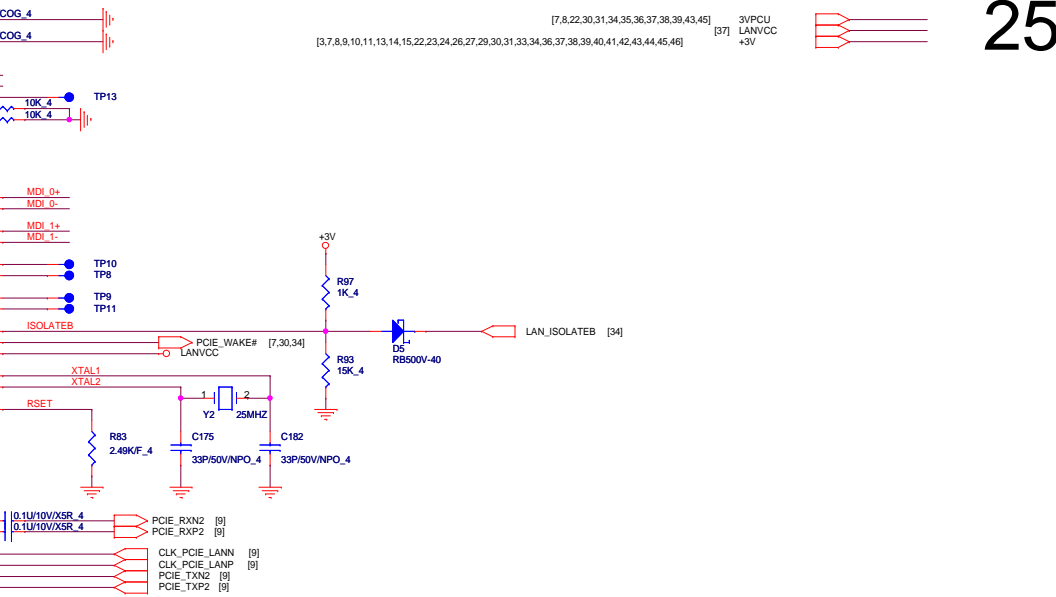 COG_4
COG_4
[7,8,22,30,31,34,35,36,37,38,39,43,45] 3VPCU
[37] LANVCC
[3,7,8,9,10,11,13,14,15,22,23,24,26,27,29,30,31,33,34,36,37,38,39,40,41,42,43,44,45,46] +3V
25
TP13
10K_4
10K_4
MDI_0+
MDI_0-
MDI_1+
MDI_1-
TP10
TP8
TP9
TP11
+3V
R97
1K_4
ISOLATEB
LAN_ISOLATEB [34]
D5
RB500V-40
PCIE_WAKE# [7,30,34]
LANVCC
R93
15K_4
XTAL1
XTAL2
1 2
Y2 25MHZ
RSET
R83
2.49K/F_4
C175
33P/50V/NPO_4
C182
33P/50V/NPO_4
0.1U/10V/X5R_4
0.1U/10V/X5R_4
PCIE_RXN2 [9]
PCIE_RXP2 [9]
CLK_PCIE_LANN [9]
CLK_PCIE_LANP [9]
PCIE_TXN2 [9]
PCIE_TXP2 [9]